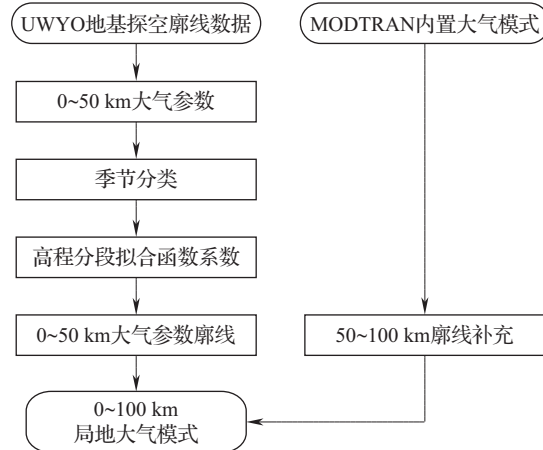 UWYO地基探空廓线数据
MODTRAN内置大气模式
0~50 km大气参数
季节分类
高程分段拟合函数系数
0~50 km大气参数廓线
50~100 km廓线补充
0~100 km
局地大气模式